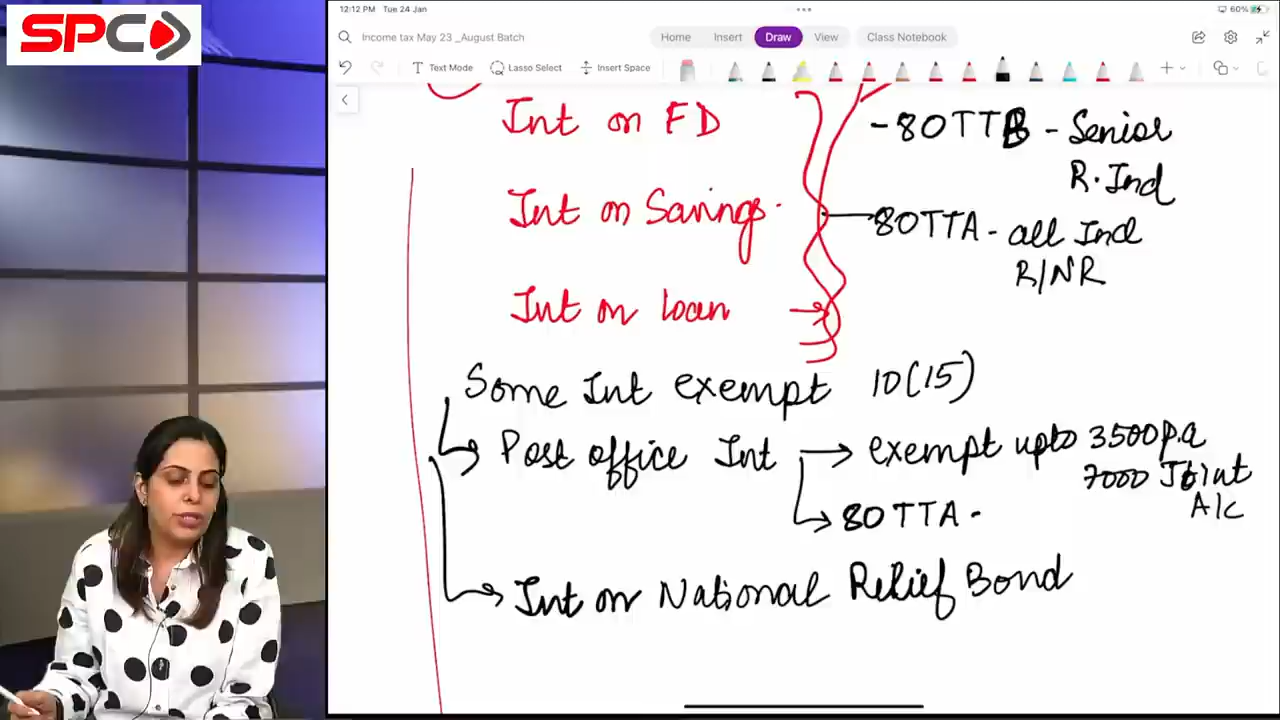 SPC
12:12 PM Tue 24 Jan
60%
Income tax May 23 _August Batch
Home Insert Draw View Class Notebook
Text Mode Lasso Select Insert Space
Int on FD
-80TTB - Senior
R. Ind
Int on Savings.
80TTA - all Ind
R/NR
Int on loan
Some Int exempt 10(15)
Post office Int → exempt upto 3500 p.a
7000 Joint
A/c
80TTA -
Int on National Relief Bond